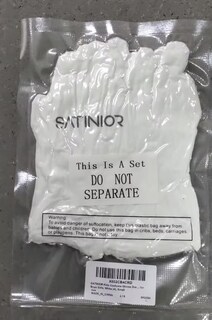 SATINIOR
This Is A Set
DO NOT
SEPARATE
Warning
To avoid danger of suffocation, keep this plastic bag away from
babies and children. Do not use this bag in cribs, beds, carriages,
or playpens. This bag is not a toy.